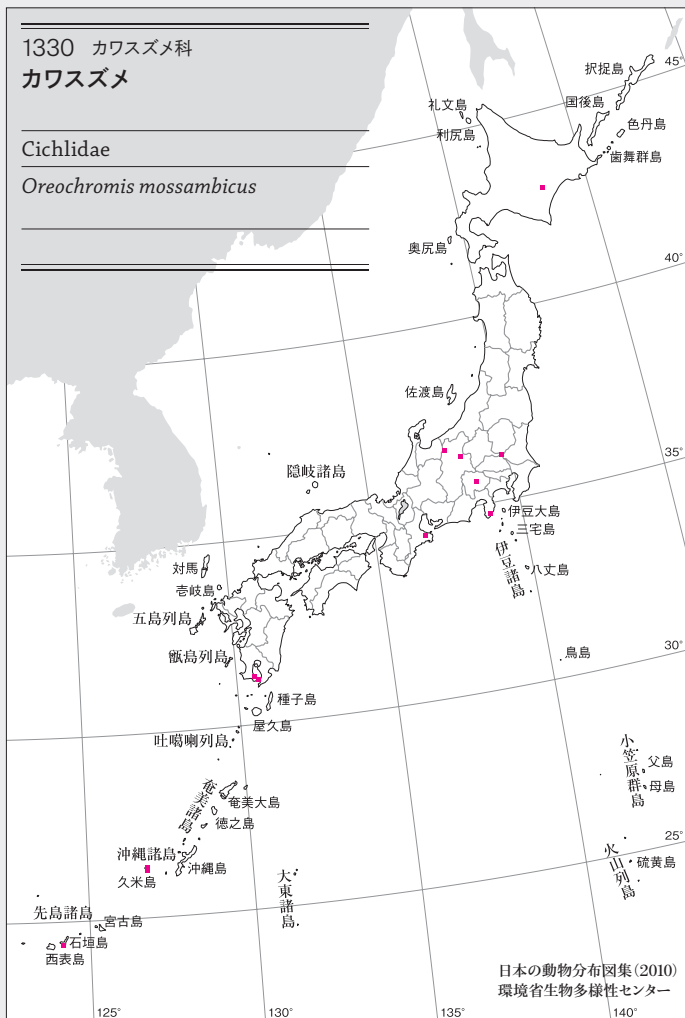 1330 カワスズメ科
カワスズメ
Cichlidae
Oreochromis mossambicus
45°
択捉島
礼文島
国後島
色丹島
利尻島
歯舞群島
奥尻島
40°
佐渡島
35°
隠岐諸島
伊豆大島
三宅島
伊豆諸島
八丈島
対馬
壱岐島
五島列島
甑島列島
鳥島
30°
種子島
屋久島
吐噶喇列島
小笠原群島
父島
母島
奄美諸島
奄美大島
徳之島
25°
沖縄諸島
沖縄島
久米島
大東諸島
火山列島
硫黄島
先島諸島
宮古島
石垣島
西表島
日本の動物分布図集(2010)
環境省生物多様性センター
125°
130°
135°
140°